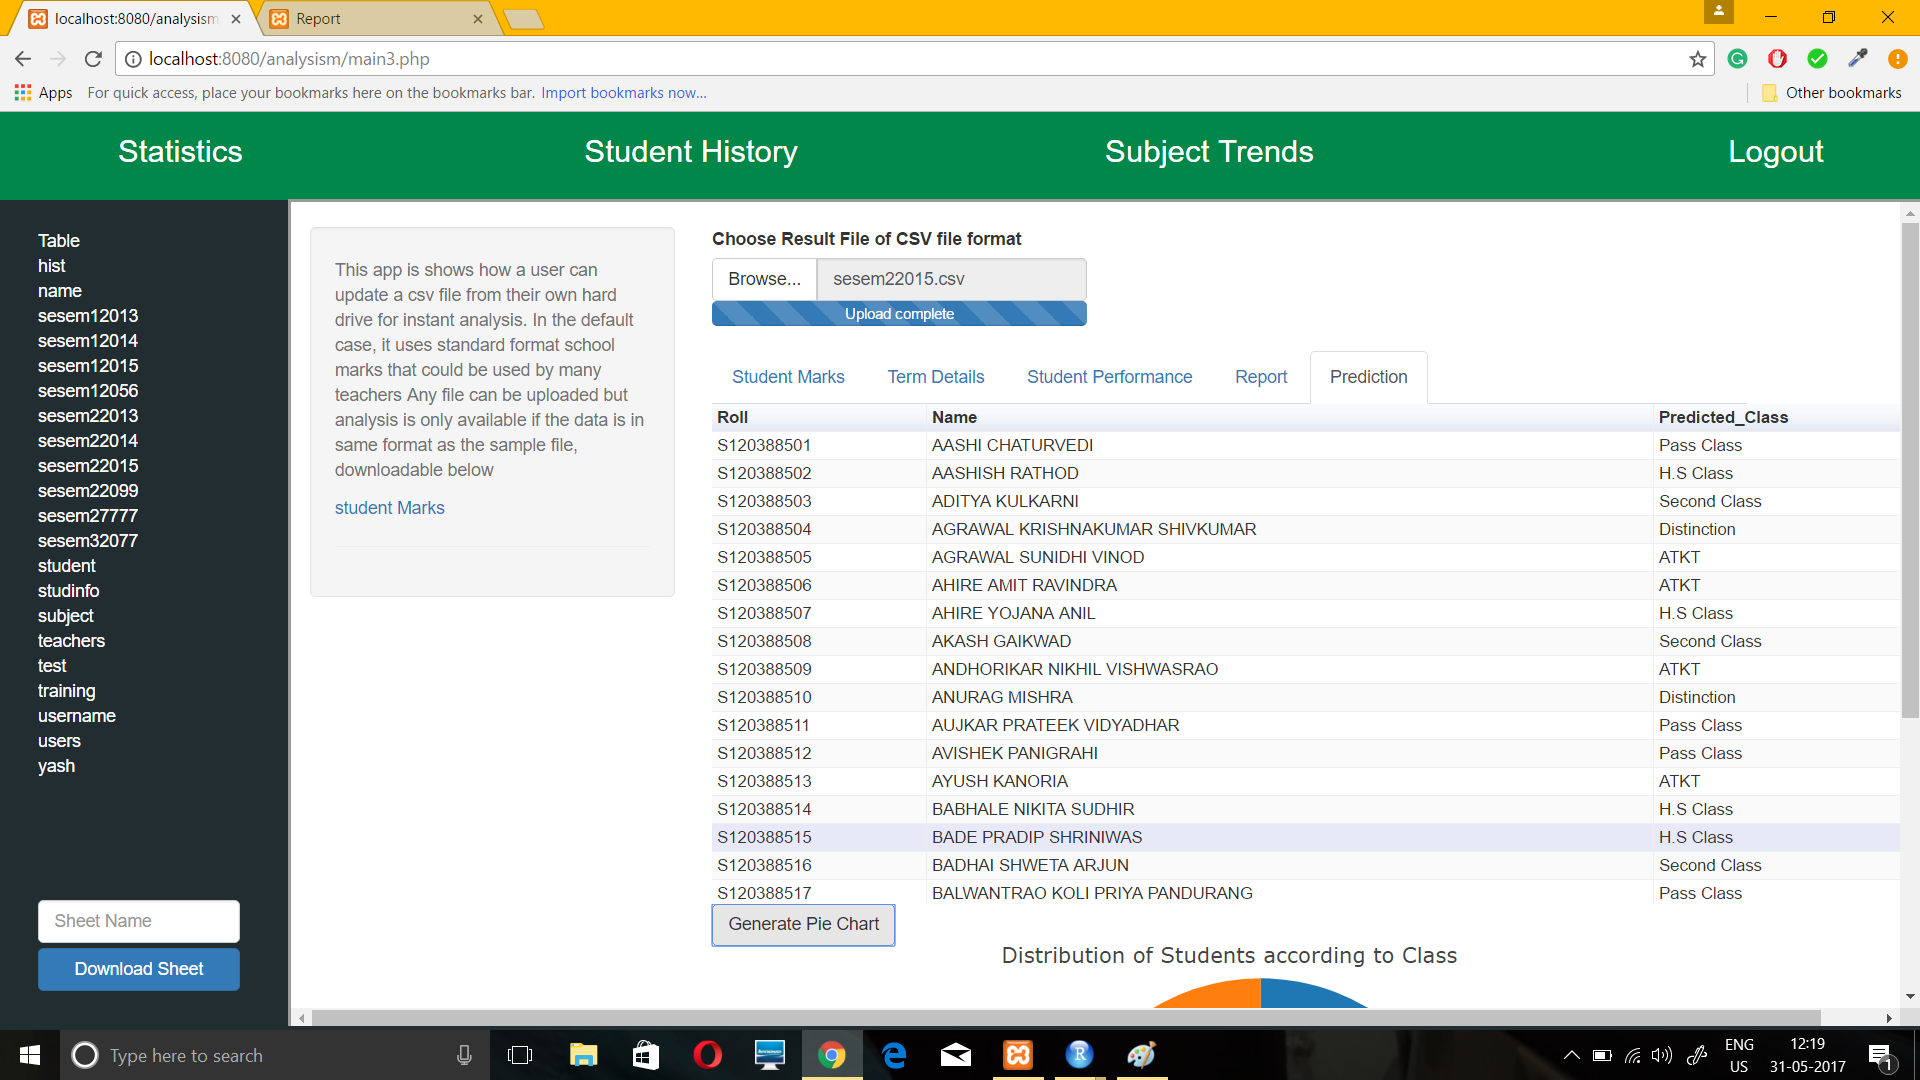 localhost:8080/analysism
Report
localhost:8080/analysism/main3.php
Apps For quick access, place your bookmarks here on the bookmarks bar. Import bookmarks now... Other bookmarks
Statistics Student History Subject Trends Logout
Table
hist
name
sesem12013
sesem12014
sesem12015
sesem12056
sesem22013
sesem22014
sesem22015
sesem22099
sesem27777
sesem32077
student
studinfo
subject
teachers
test
training
username
users
yash
Sheet Name
Download Sheet
This app is shows how a user can
update a csv file from their own hard
drive for instant analysis. In the default
case, it uses standard format school
marks that could be used by many
teachers Any file can be uploaded but
analysis is only available if the data is in
same format as the sample file,
downloadable below
student Marks
Choose Result File of CSV file format
Browse... sesem22015.csv
Upload complete
Student Marks Term Details Student Performance Report Prediction
Roll Name Predicted_Class
S120388501 AASHI CHATURVEDI Pass Class
S120388502 AASHISH RATHOD H.S Class
S120388503 ADITYA KULKARNI Second Class
S120388504 AGRAWAL KRISHNAKUMAR SHIVKUMAR Distinction
S120388505 AGRAWAL SUNIDHI VINOD ATKT
S120388506 AHIRE AMIT RAVINDRA ATKT
S120388507 AHIRE YOJANA ANIL H.S Class
S120388508 AKASH GAIKWAD Second Class
S120388509 ANDHORIKAR NIKHIL VISHWASRAO ATKT
S120388510 ANURAG MISHRA Distinction
S120388511 AUJKAR PRATEEK VIDYADHAR Pass Class
S120388512 AVISHEK PANIGRAHI Pass Class
S120388513 AYUSH KANORIA ATKT
S120388514 BABHALE NIKITA SUDHIR H.S Class
S120388515 BADE PRADIP SHRINIWAS H.S Class
S120388516 BADHAI SHWETA ARJUN Second Class
S120388517 BALWANTRAO KOLI PRIYA PANDURANG Pass Class
Generate Pie Chart
Distribution of Students according to Class
Type here to search
ENG
US
12:19
31-05-2017
1